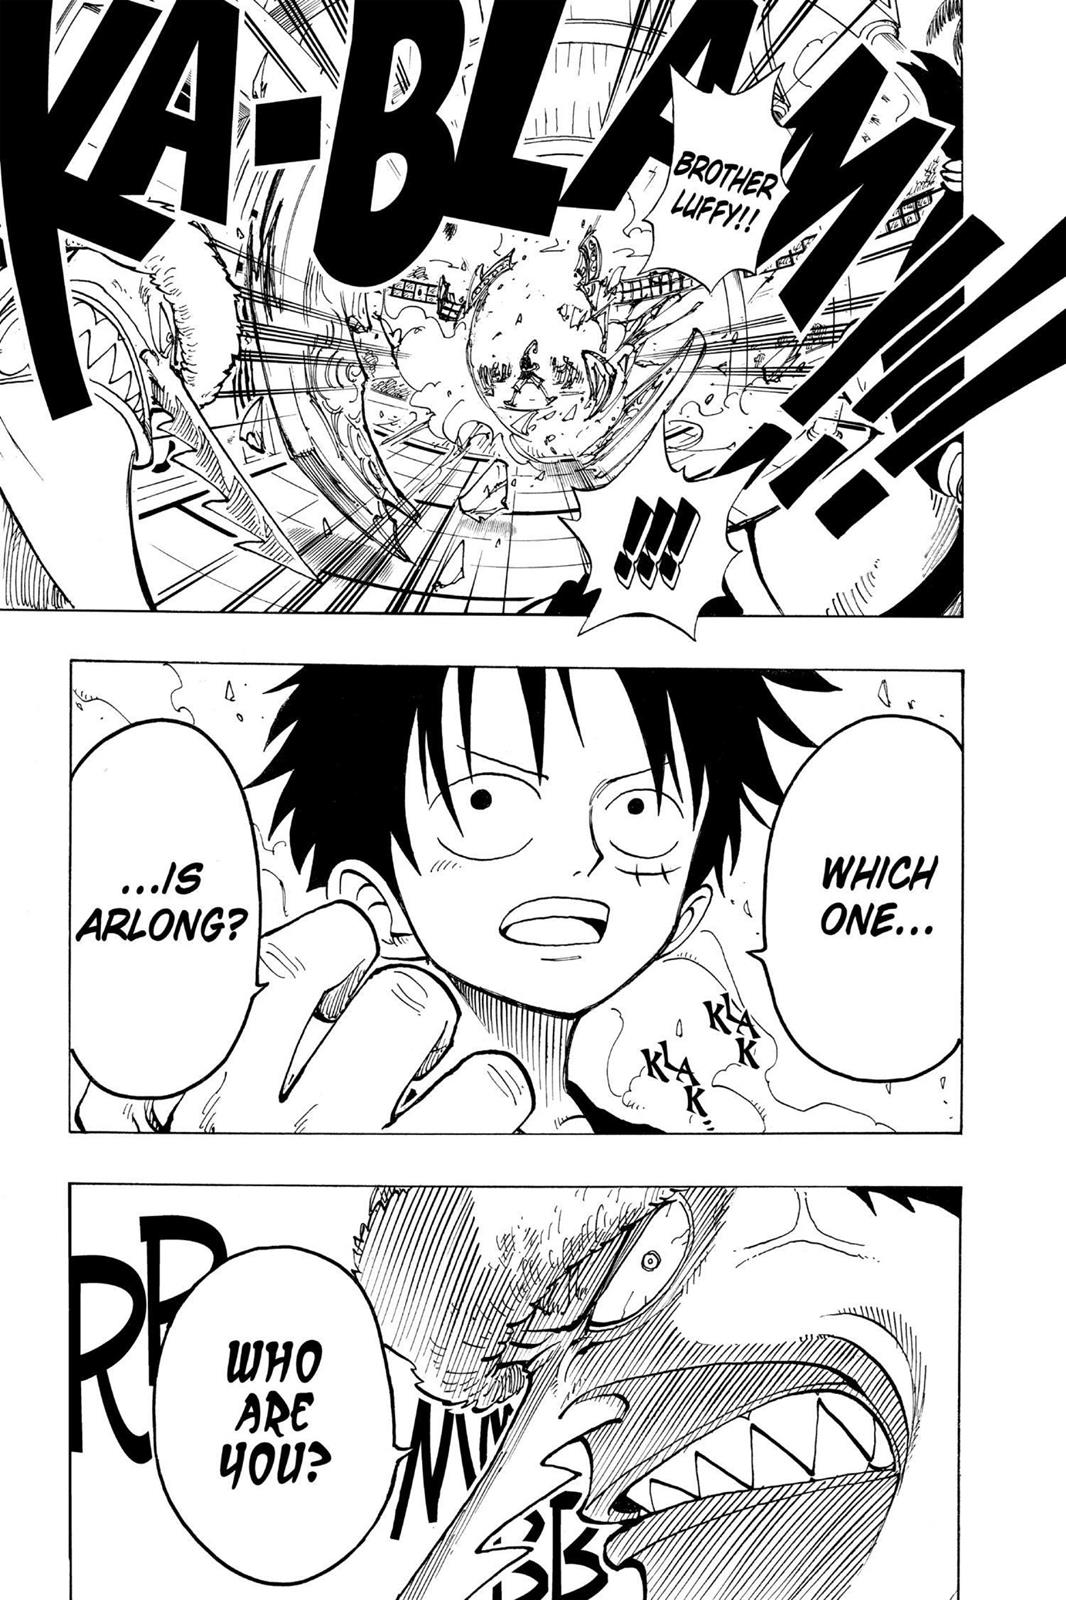 KA-BLAM!!!!
BROTHER
LUFFY!!
!!!
WHICH
ONE...
...IS
ARLONG?
KLAK
KLAK
WHO
ARE
YOU?